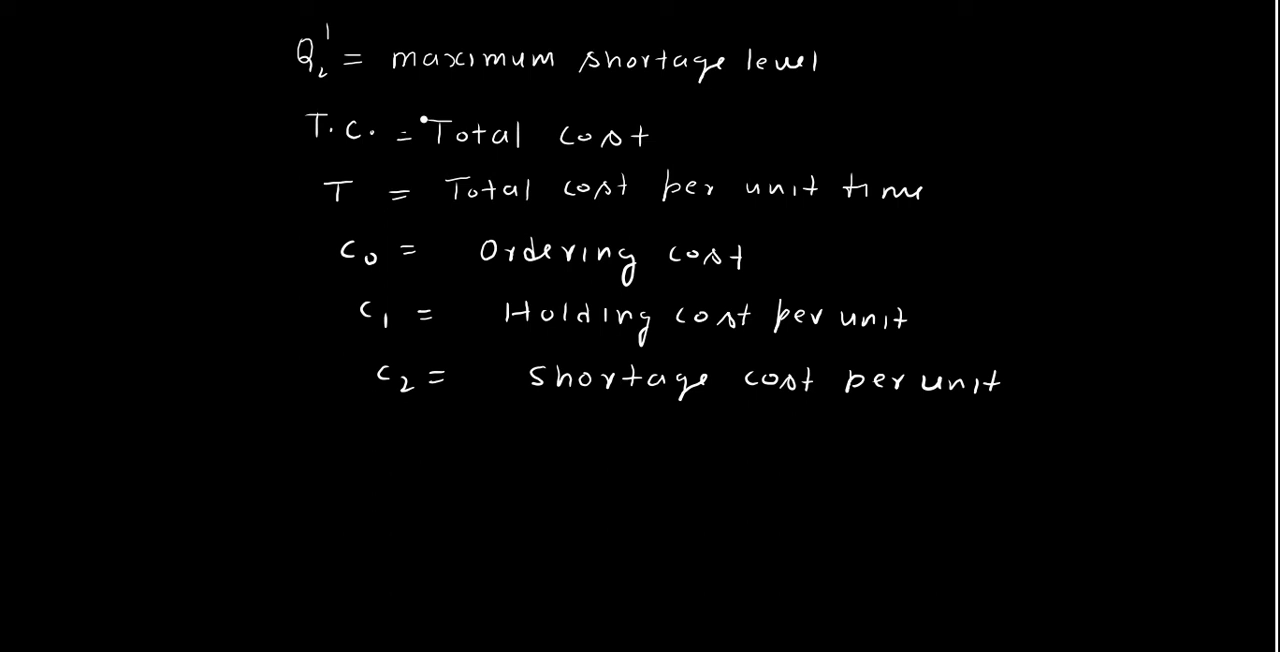 Q₂' = maximum shortage level
T.C. = Total cost
T = Total cost per unit time
C₀ = Ordering cost
C₁ = Holding cost per unit
C₂ = Shortage cost per unit